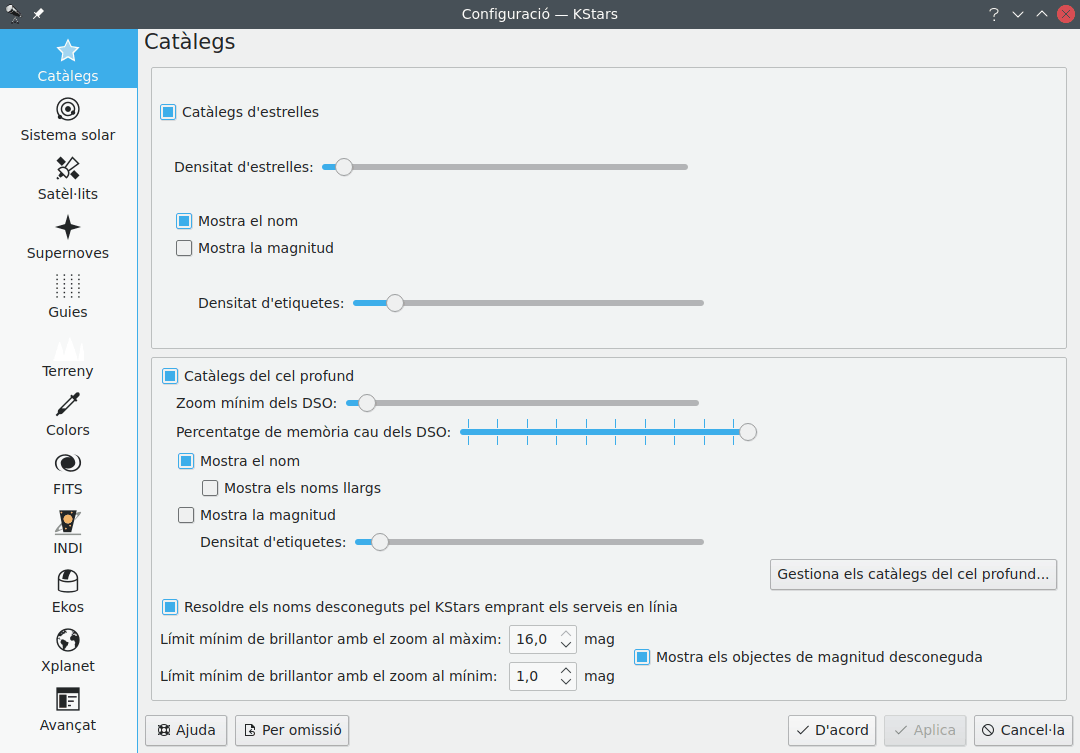 Configuració — KStars
Catàlegs
Sistema solar
Satèl·lits
Supernoves
Guies
Terreny
Colors
FITS
INDI
Ekos
Xplanet
Avançat
Catàlegs
Catàlegs d'estrelles
Densitat d'estrelles:
Mostra el nom
Mostra la magnitud
Densitat d'etiquetes:
Catàlegs del cel profund
Zoom mínim dels DSO:
Percentatge de memòria cau dels DSO:
Mostra el nom
Mostra els noms llargs
Mostra la magnitud
Densitat d'etiquetes:
Gestiona els catàlegs del cel profund...
Resoldre els noms desconeguts pel KStars emprant els serveis en línia
Límit mínim de brillantor amb el zoom al màxim: 16,0 mag
Mostra els objectes de magnitud desconeguda
Límit mínim de brillantor amb el zoom al mínim: 1,0 mag
Ajuda Per omissió D'acord Aplica Cancel·la